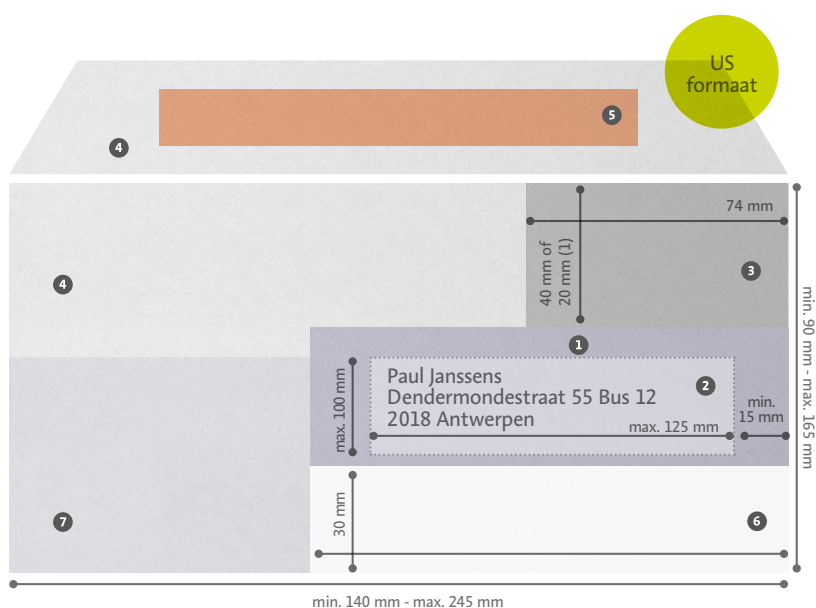 US
formaat
5
4
74 mm
40 mm of
20 mm (1)
3
4
1
Paul Janssens
Dendermondestraat 55 Bus 12
2018 Antwerpen
2
max. 100 mm
max. 125 mm
min.
15 mm
min. 90 mm - max. 165 mm
30 mm
6
7
min. 140 mm - max. 245 mm